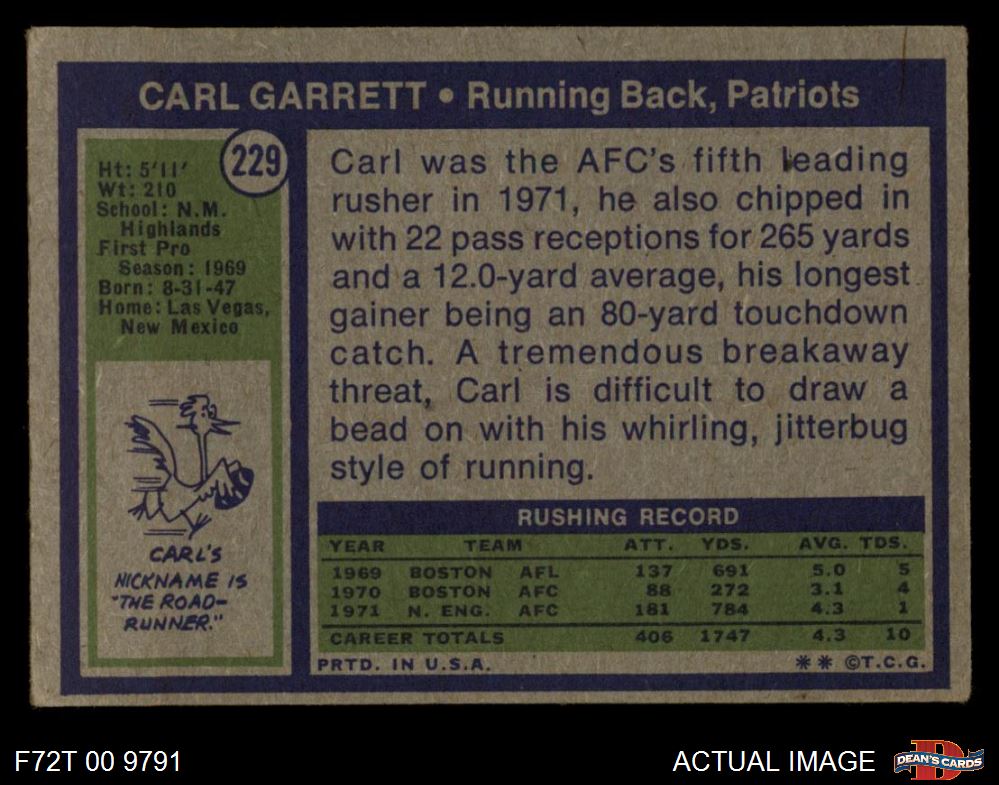 CARL GARRETT • Running Back, Patriots
229
Ht: 5'11'
Wt: 210
School: N.M.
Highlands
First Pro
Season: 1969
Born: 8-31-47
Home: Las Vegas,
New Mexico
CARL'S
NICKNAME IS
"THE ROAD-
RUNNER."
Carl was the AFC's fifth leading
rusher in 1971, he also chipped in
with 22 pass receptions for 265 yards
and a 12.0-yard average, his longest
gainer being an 80-yard touchdown
catch. A tremendous breakaway
threat, Carl is difficult to draw a
bead on with his whirling, jitterbug
style of running.
RUSHING RECORD
YEAR TEAM ATT. YDS. AVG. TDS.
1969 BOSTON AFL 137 691 5.0 5
1970 BOSTON AFC 88 272 3.1 4
1971 N. ENG. AFC 181 784 4.3 1
CAREER TOTALS 406 1747 4.3 10
PRTD. IN U.S.A. ** ©T.C.G.
F72T 00 9791 ACTUAL IMAGE D DEAN'S CARDS